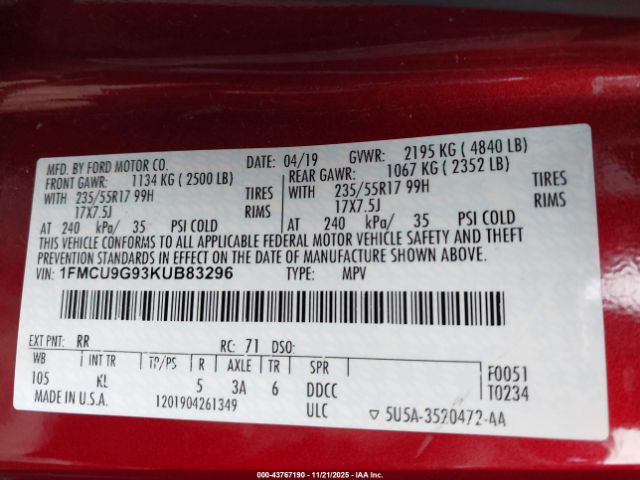 MFD. BY FORD MOTOR CO. DATE: 04/19 GVWR: 2195 KG ( 4840 LB)
FRONT GAWR: 1134 KG ( 2500 LB) REAR GAWR: 1067 KG ( 2352 LB)
WITH 235/55R17 99H TIRES WITH 235/55R17 99H TIRES
17X7.5J RIMS 17X7.5J RIMS
AT 240 kPa/ 35 PSI COLD AT 240 kPa/ 35 PSI COLD
THIS VEHICLE CONFORMS TO ALL APPLICABLE FEDERAL MOTOR VEHICLE SAFETY AND THEFT
PREVENTION STANDARDS IN EFFECT ON THE DATE OF MANUFACTURE SHOWN ABOVE.
VIN: 1FMCU9G93KUB83296 TYPE: MPV
EXT PNT: RR RC: 71 DSO:
WB INT TR TP/PS R AXLE TR SPR F0051
105 KL 5 3A 6 DDCC T0234
MADE IN U.S.A. 1201904261349 ULC 5U5A-3520472-AA
000-43767190 - 11/21/2025 - IAA, Inc.